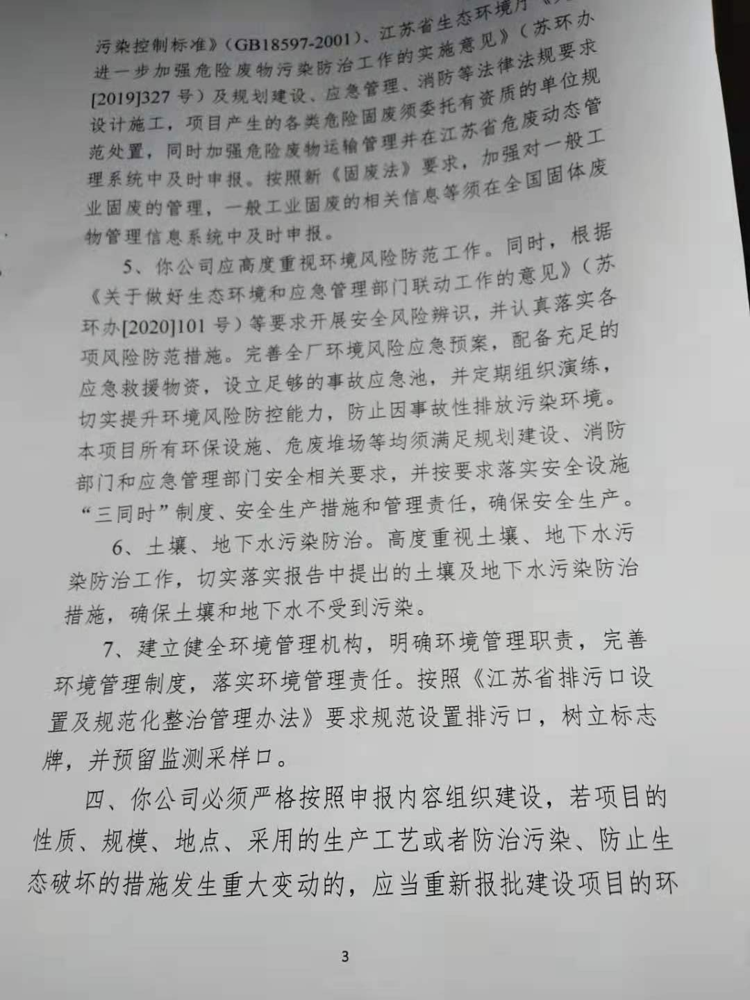 污染控制标准》（GB18597-2001）、江苏省生态环境厅《
进一步加强危险废物污染防治工作的实施意见》（苏环办
[2019]327 号）及规划建设、应急管理、消防等法律法规要求
设计施工，项目产生的各类危险固废须委托有资质的单位规
范处置，同时加强危险废物运输管理并在江苏省危废动态管
理系统中及时申报。按照新《固废法》要求，加强对一般工
业固废的管理，一般工业固废的相关信息等须在全国固体废
物管理信息系统中及时申报。
5、你公司应高度重视环境风险防范工作。同时，根据
《关于做好生态环境和应急管理部门联动工作的意见》（苏
环办[2020]101 号）等要求开展安全风险辨识，并认真落实各
项风险防范措施。完善全厂环境风险应急预案，配备充足的
应急救援物资，设立足够的事故应急池，并定期组织演练，
切实提升环境风险防控能力，防止因事故性排放污染环境。
本项目所有环保设施、危废堆场等均须满足规划建设、消防
部门和应急管理部门安全相关要求，并按要求落实安全设施
“三同时”制度、安全生产措施和管理责任，确保安全生产。
6、土壤、地下水污染防治。高度重视土壤、地下水污
染防治工作，切实落实报告中提出的土壤及地下水污染防治
措施，确保土壤和地下水不受到污染。
7、建立健全环境管理机构，明确环境管理职责，完善
环境管理制度，落实环境管理责任。按照《江苏省排污口设
置及规范化整治管理办法》要求规范设置排污口，树立标志
牌，并预留监测采样口。
四、你公司必须严格按照申报内容组织建设，若项目的
性质、规模、地点、采用的生产工艺或者防治污染、防止生
态破坏的措施发生重大变动的，应当重新报批建设项目的环
3